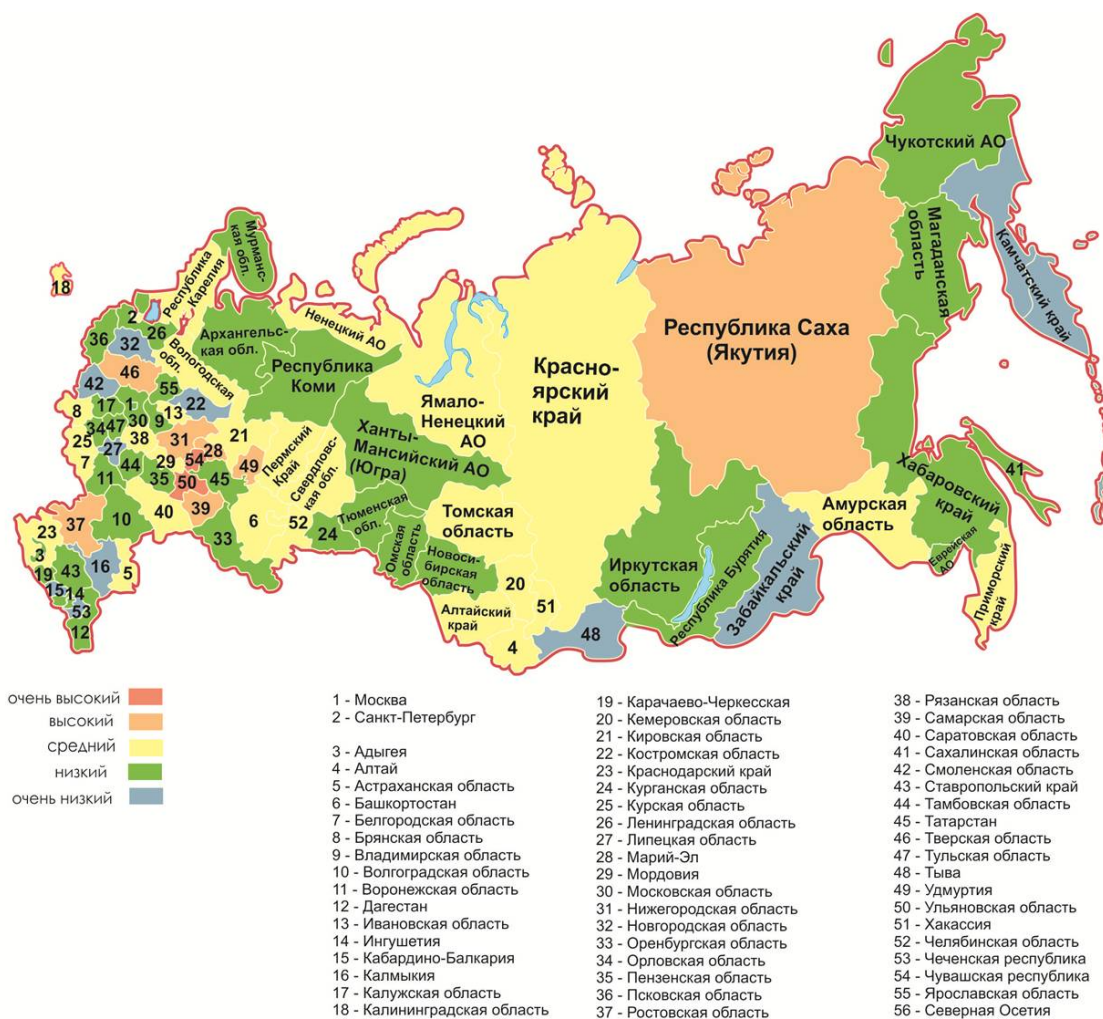 Чукотский АО
Мурманс-
кая обл.
Республика
Карелия
Магаданская
область
Камчатский край
18
2
Ненецкий АО
36
26
Архангельс-
кая обл.
32
Вологодская
обл.
Республика Саха
(Якутия)
46
Республика
Коми
Красно-
ярский
край
42
55
Ямало-
Ненецкий
АО
8
17
1
13
22
34
47
30
9
Ханты-
Мансийский АО
(Югра)
25
38
31
21
28
27
54
Пермский
Край
Свердловс-
кая обл.
7
44
29
49
41
11
35
50
45
Хабаровский
край
37
10
40
39
6
52
Тюменская
обл.
Томская
область
Амурская
область
23
33
24
Омская
область
Новоси-
бирская
область
Еврейская
АО
3
43
16
5
20
Иркутская
область
Республика Бурятия
Забайкальский
край
19
15
14
53
51
Алтайский
край
Приморский
край
12
4
48
очень высокий
высокий
средний
низкий
очень низкий
1 - Москва
2 - Санкт-Петербург
3 - Адыгея
4 - Алтай
5 - Астраханская область
6 - Башкортостан
7 - Белгородская область
8 - Брянская область
9 - Владимирская область
10 - Волгоградская область
11 - Воронежская область
12 - Дагестан
13 - Ивановская область
14 - Ингушетия
15 - Кабардино-Балкария
16 - Калмыкия
17 - Калужская область
18 - Калининградская область
19 - Карачаево-Черкесская
20 - Кемеровская область
21 - Кировская область
22 - Костромская область
23 - Краснодарский край
24 - Курганская область
25 - Курская область
26 - Ленинградская область
27 - Липецкая область
28 - Марий-Эл
29 - Мордовия
30 - Московская область
31 - Нижегородская область
32 - Новгородская область
33 - Оренбургская область
34 - Орловская область
35 - Пензенская область
36 - Псковская область
37 - Ростовская область
38 - Рязанская область
39 - Самарская область
40 - Саратовская область
41 - Сахалинская область
42 - Смоленская область
43 - Ставропольский край
44 - Тамбовская область
45 - Татарстан
46 - Тверская область
47 - Тульская область
48 - Тыва
49 - Удмуртия
50 - Ульяновская область
51 - Хакассия
52 - Челябинская область
53 - Чеченская республика
54 - Чувашская республика
55 - Ярославская область
56 - Северная Осетия